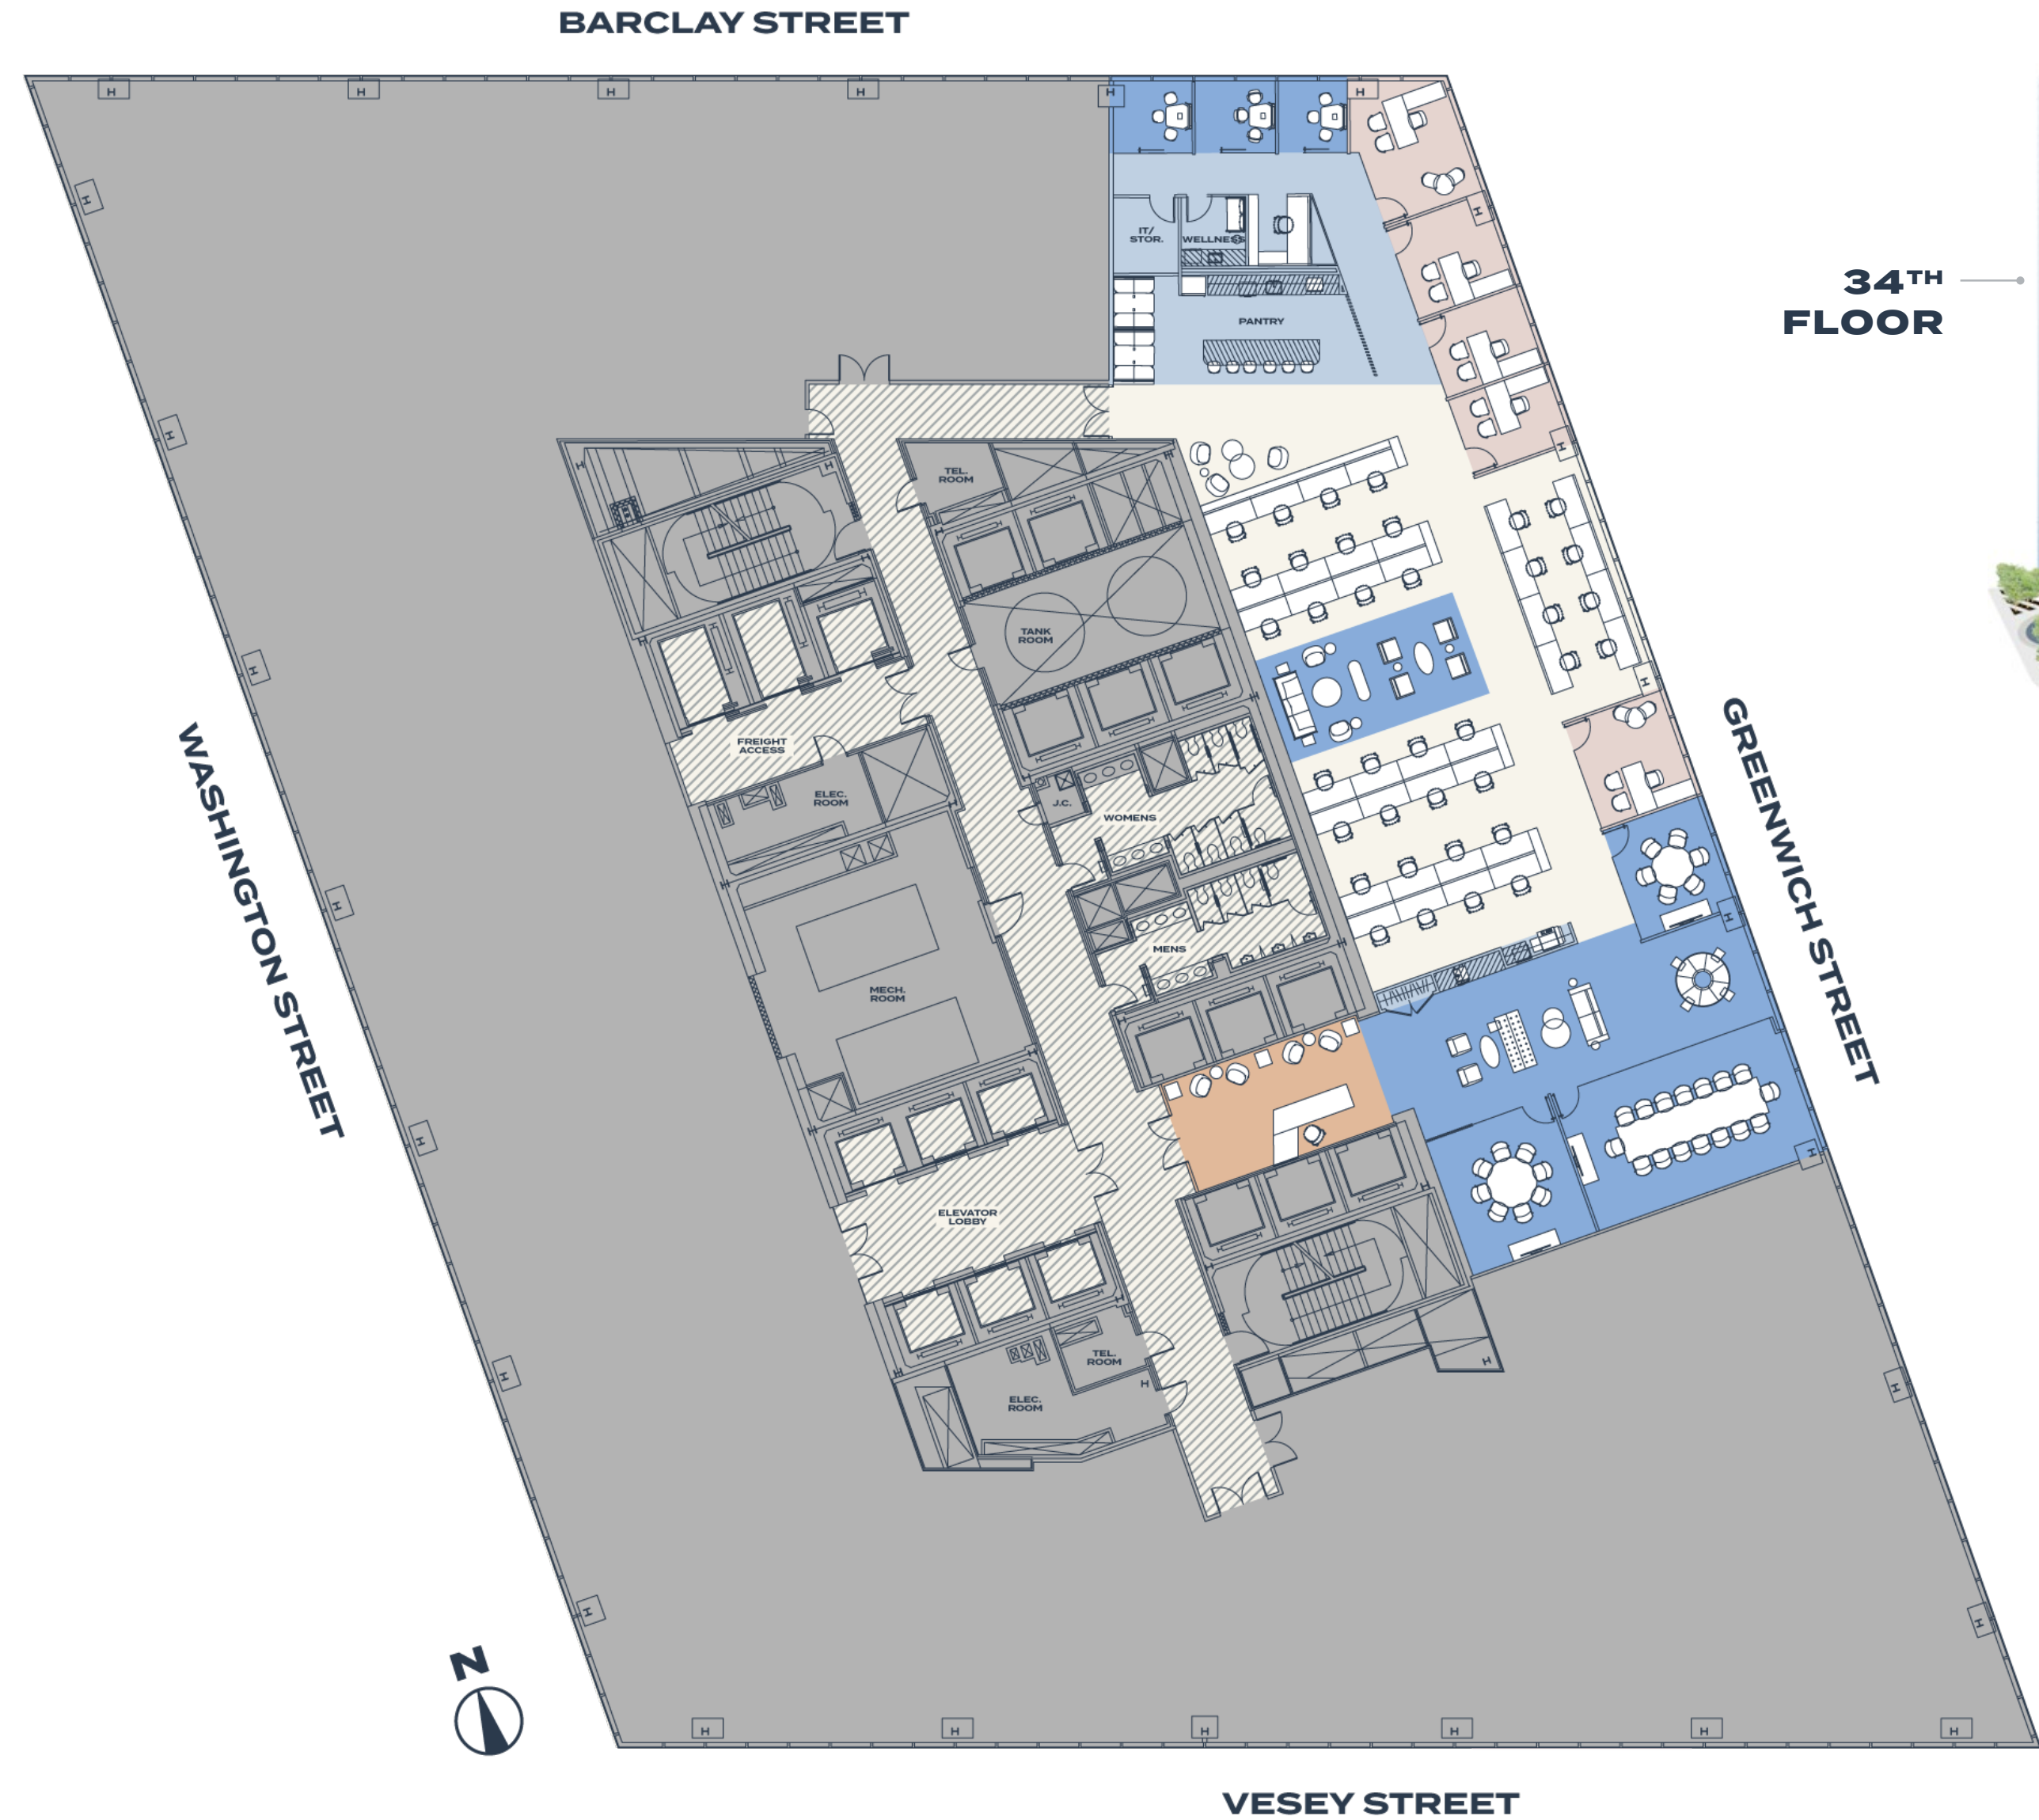 BARCLAY STREET
IT/
STOR.
WELLNESS
34TH
FLOOR
PANTRY
TEL.
ROOM
TANK
ROOM
FREIGHT
ACCESS
ELEC.
ROOM
J.C.
WOMENS
MENS
MECH.
ROOM
WASHINGTON STREET
GREENWICH STREET
ELEVATOR
LOBBY
TEL.
ROOM
ELEC.
ROOM
N
VESEY STREET